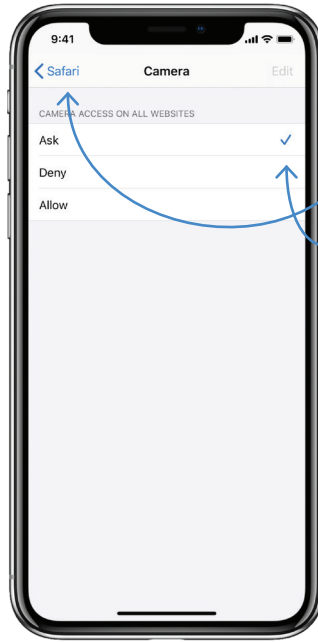 9:41
Safari Camera Edit
CAMERA ACCESS ON ALL WEBSITES
Ask
Deny
Allow